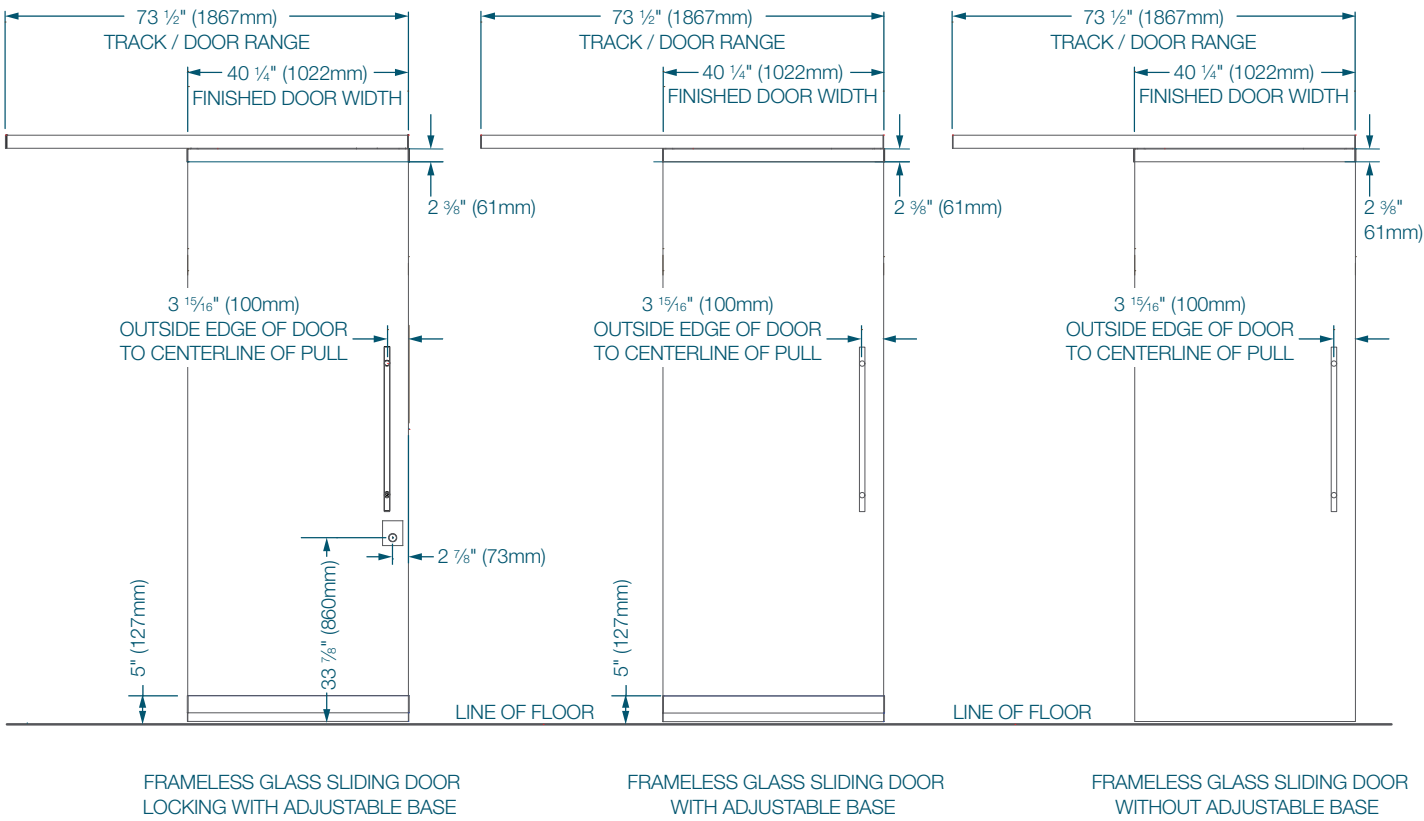 73 ½" (1867mm)
TRACK / DOOR RANGE
40 ¼" (1022mm)
FINISHED DOOR WIDTH
2 ⅜" (61mm)
3 ¹⁵⁄₁₆" (100mm)
OUTSIDE EDGE OF DOOR
TO CENTERLINE OF PULL
2 ⅞" (73mm)
33 ⅞" (860mm)
5" (127mm)
LINE OF FLOOR
FRAMELESS GLASS SLIDING DOOR
LOCKING WITH ADJUSTABLE BASE
73 ½" (1867mm)
TRACK / DOOR RANGE
40 ¼" (1022mm)
FINISHED DOOR WIDTH
2 ⅜" (61mm)
3 ¹⁵⁄₁₆" (100mm)
OUTSIDE EDGE OF DOOR
TO CENTERLINE OF PULL
5" (127mm)
LINE OF FLOOR
FRAMELESS GLASS SLIDING DOOR
WITH ADJUSTABLE BASE
73 ½" (1867mm)
TRACK / DOOR RANGE
40 ¼" (1022mm)
FINISHED DOOR WIDTH
2 ⅜"
61mm)
3 ¹⁵⁄₁₆" (100mm)
OUTSIDE EDGE OF DOOR
TO CENTERLINE OF PULL
FRAMELESS GLASS SLIDING DOOR
WITHOUT ADJUSTABLE BASE